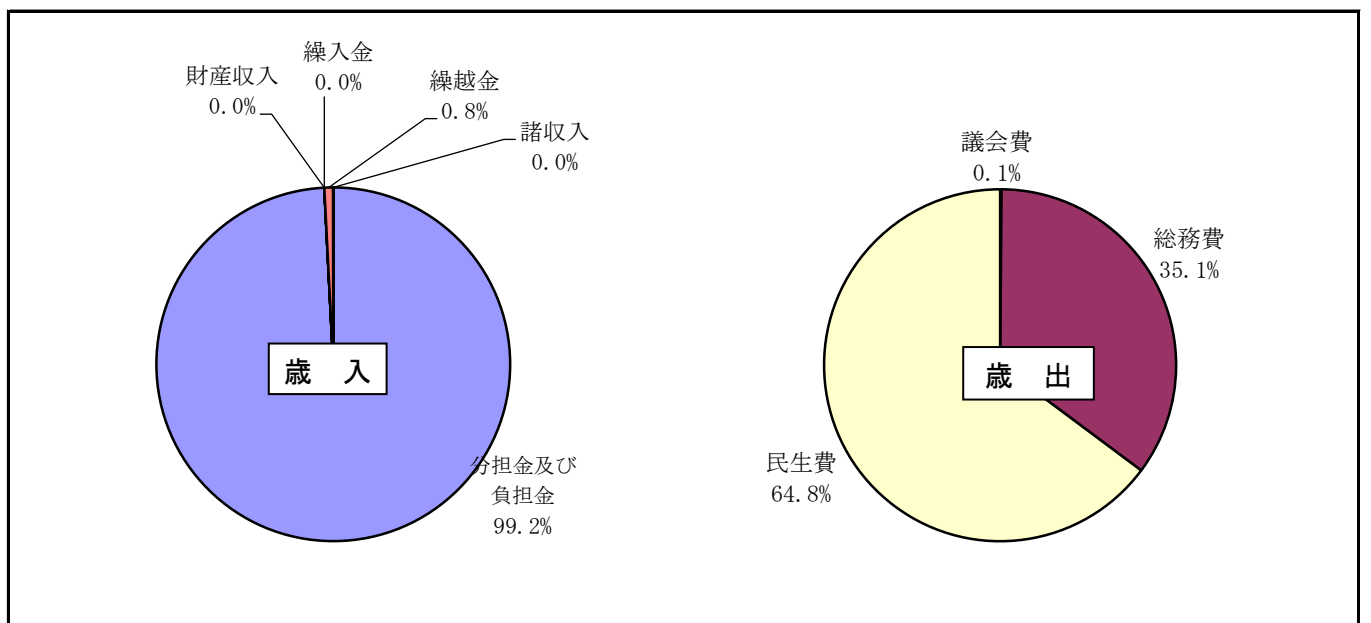 繰入金
0.0%
財産収入
0.0%
繰越金
0.8%
諸収入
0.0%
歳 入
分担金及び
負担金
99.2%
議会費
0.1%
総務費
35.1%
歳 出
民生費
64.8%